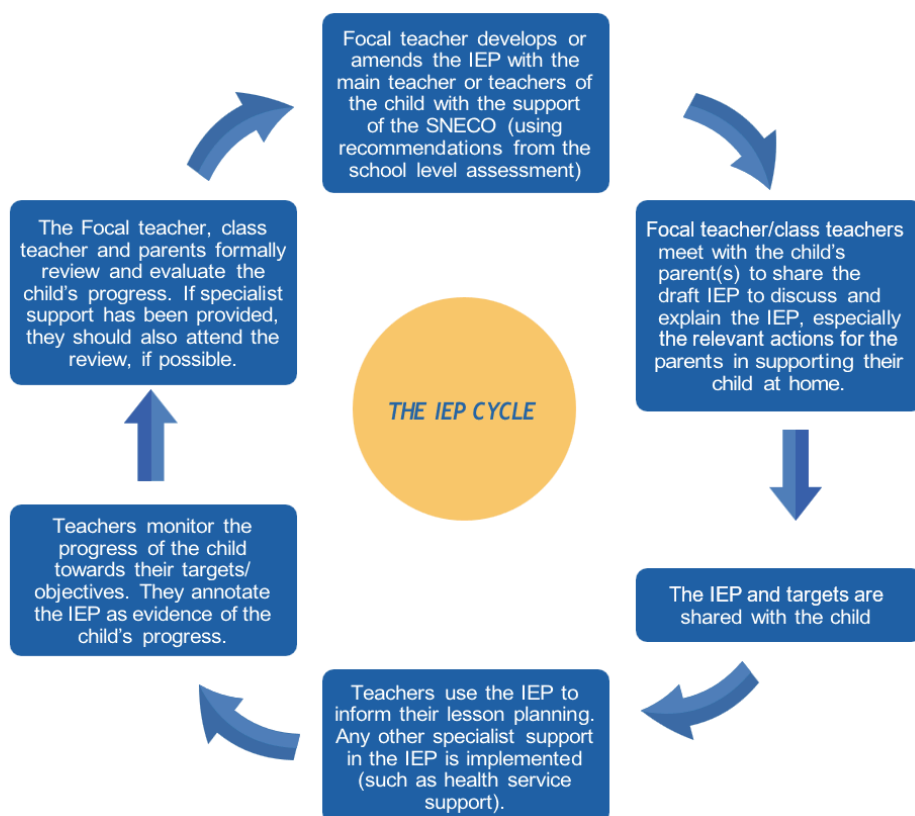 Focal teacher develops or
amends the IEP with the
main teacher or teachers of
the child with the support
of the SNECO (using
recommendations from the
school level assessment)
Focal teacher/class teachers
meet with the child's
parent(s) to share the
draft IEP to discuss and
explain the IEP, especially
the relevant actions for the
parents in supporting their
child at home.
The IEP and targets are
shared with the child
Teachers use the IEP to
inform their lesson planning.
Any other specialist support
in the IEP is implemented
(such as health service
support).
Teachers monitor the
progress of the child
towards their targets/
objectives. They annotate
the IEP as evidence of the
child's progress.
The Focal teacher, class
teacher and parents formally
review and evaluate the
child's progress. If specialist
support has been provided,
they should also attend the
review, if possible.
THE IEP CYCLE